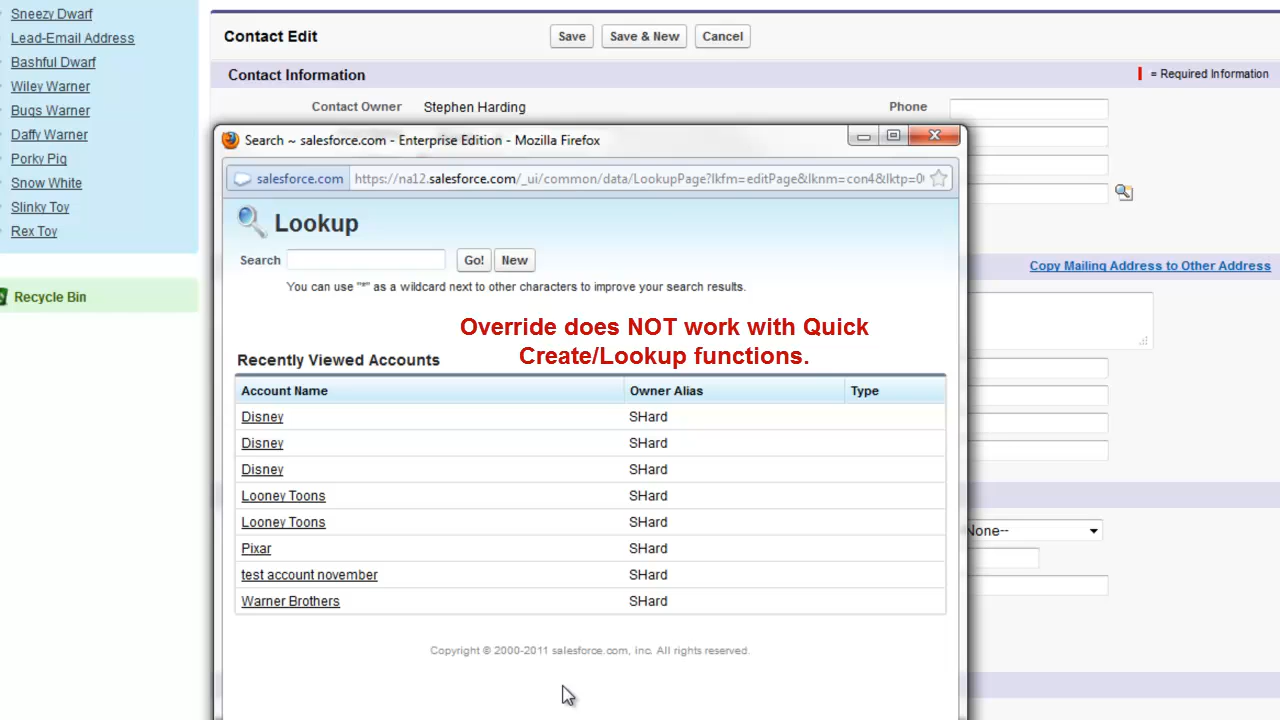 Sneezy Dwarf
Lead-Email Address
Bashful Dwarf
Wiley Warner
Bugs Warner
Daffy Warner
Porky Pig
Snow White
Slinky Toy
Rex Toy
Recycle Bin
Contact Edit
Save
Save & New
Cancel
Contact Information
= Required Information
Contact Owner Stephen Harding
Phone
Search ~ salesforce.com - Enterprise Edition - Mozilla Firefox
salesforce.com https://na12.salesforce.com/_ui/common/data/LookupPage?lkfm=editPage&lknm=con4&lktp=0
Lookup
Search
Go!
New
You can use "*" as a wildcard next to other characters to improve your search results.
Copy Mailing Address to Other Address
Override does NOT work with Quick
Create/Lookup functions.
Recently Viewed Accounts
Account Name Owner Alias Type
Disney SHard
Disney SHard
Disney SHard
Looney Toons SHard
Looney Toons SHard
Pixar SHard
test account november SHard
Warner Brothers SHard
None--
Copyright © 2000-2011 salesforce.com, inc. All rights reserved.